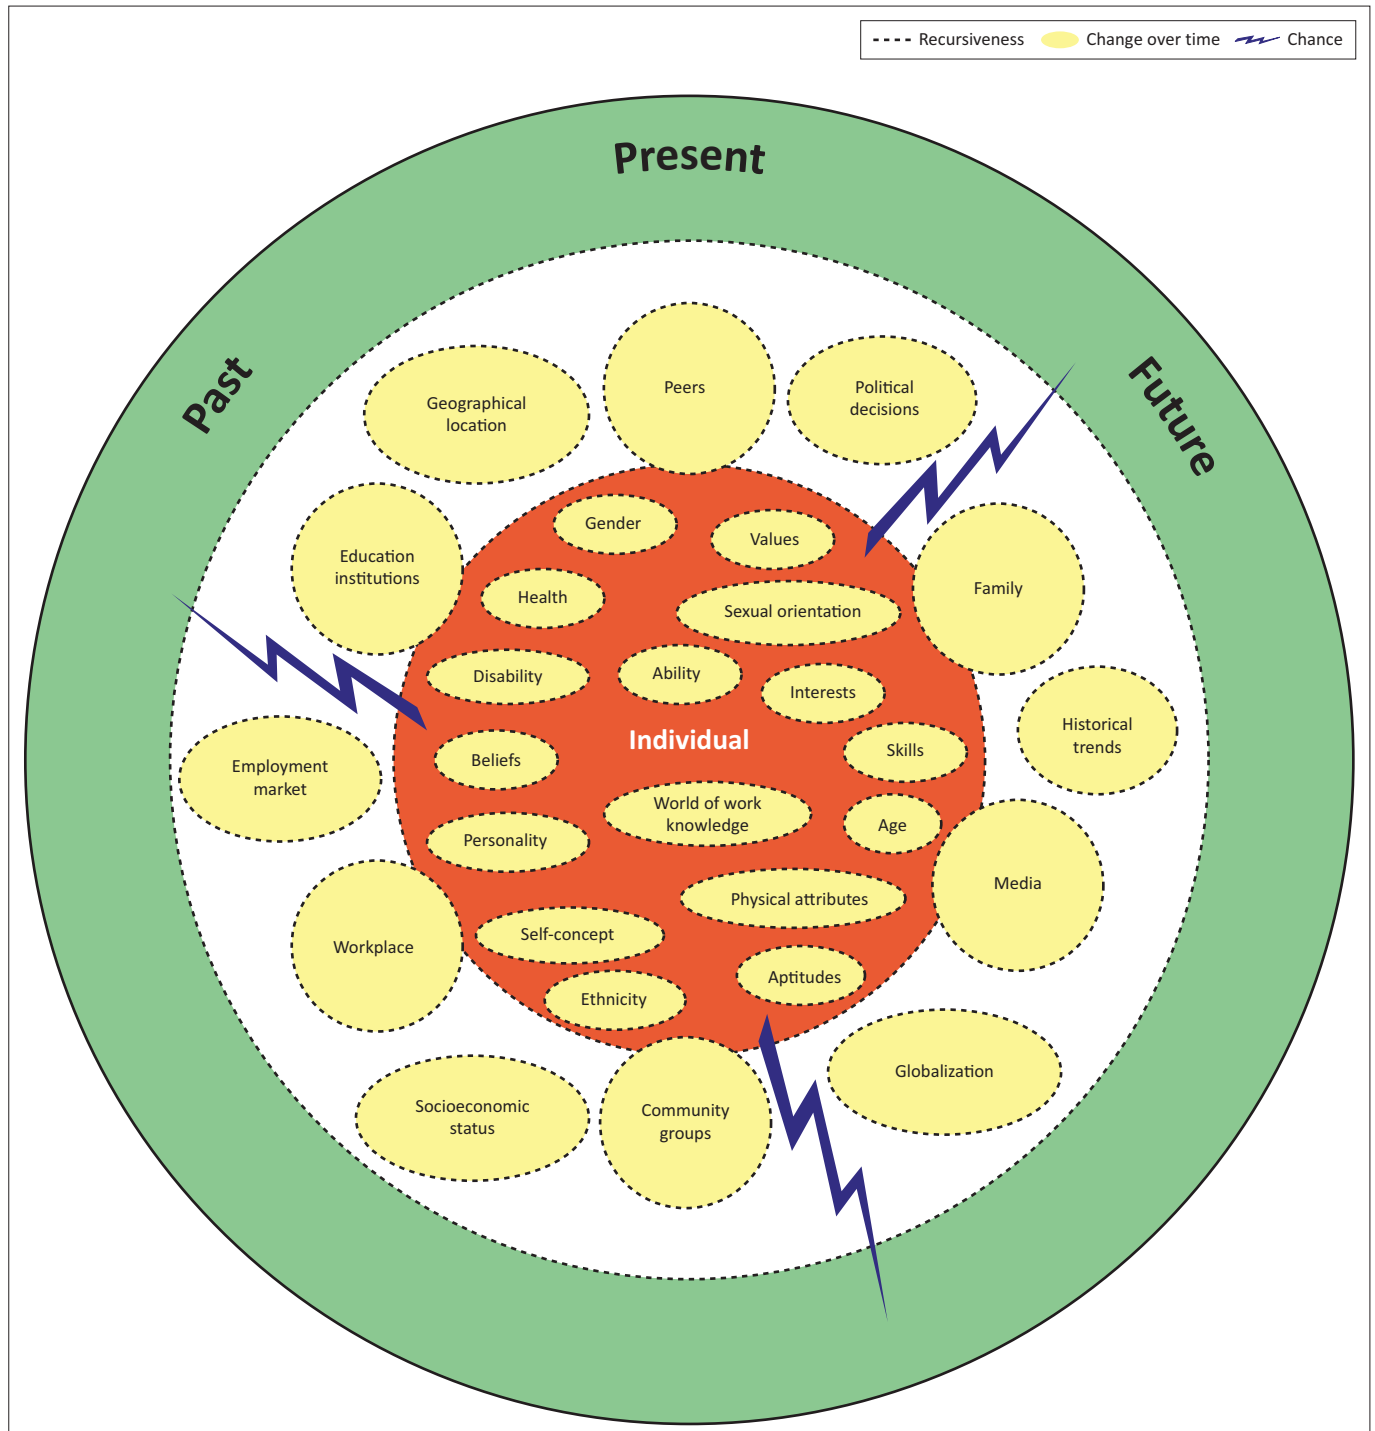 Recursiveness Change over time Chance
Present
Past
Future
Peers
Political
decisions
Geographical
location
Education
institutions
Family
Gender
Values
Health
Sexual orientation
Disability
Ability
Interests
Historical
trends
Individual
Skills
Beliefs
Employment
market
World of work
knowledge
Age
Personality
Media
Physical attributes
Self-concept
Workplace
Aptitudes
Ethnicity
Globalization
Socioeconomic
status
Community
groups